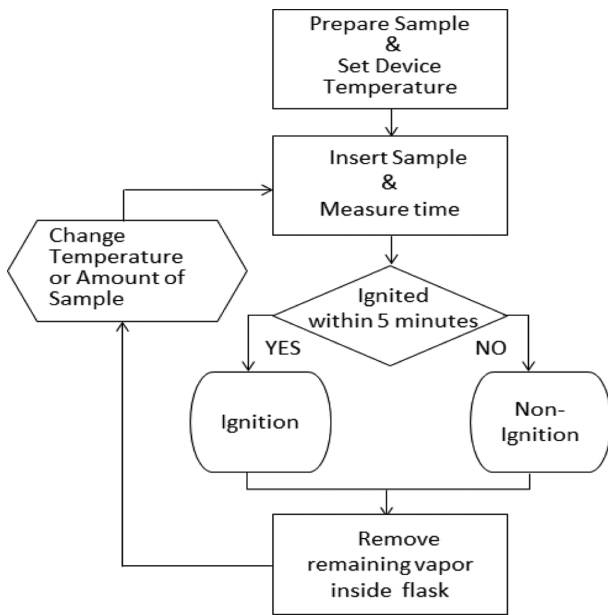 Prepare Sample
&
Set Device
Temperature
Insert Sample
&
Measure time
Change
Temperature
or Amount of
Sample
Ignited
within 5 minutes
YES
NO
Ignition
Non-
Ignition
Remove
remaining vapor
inside flask